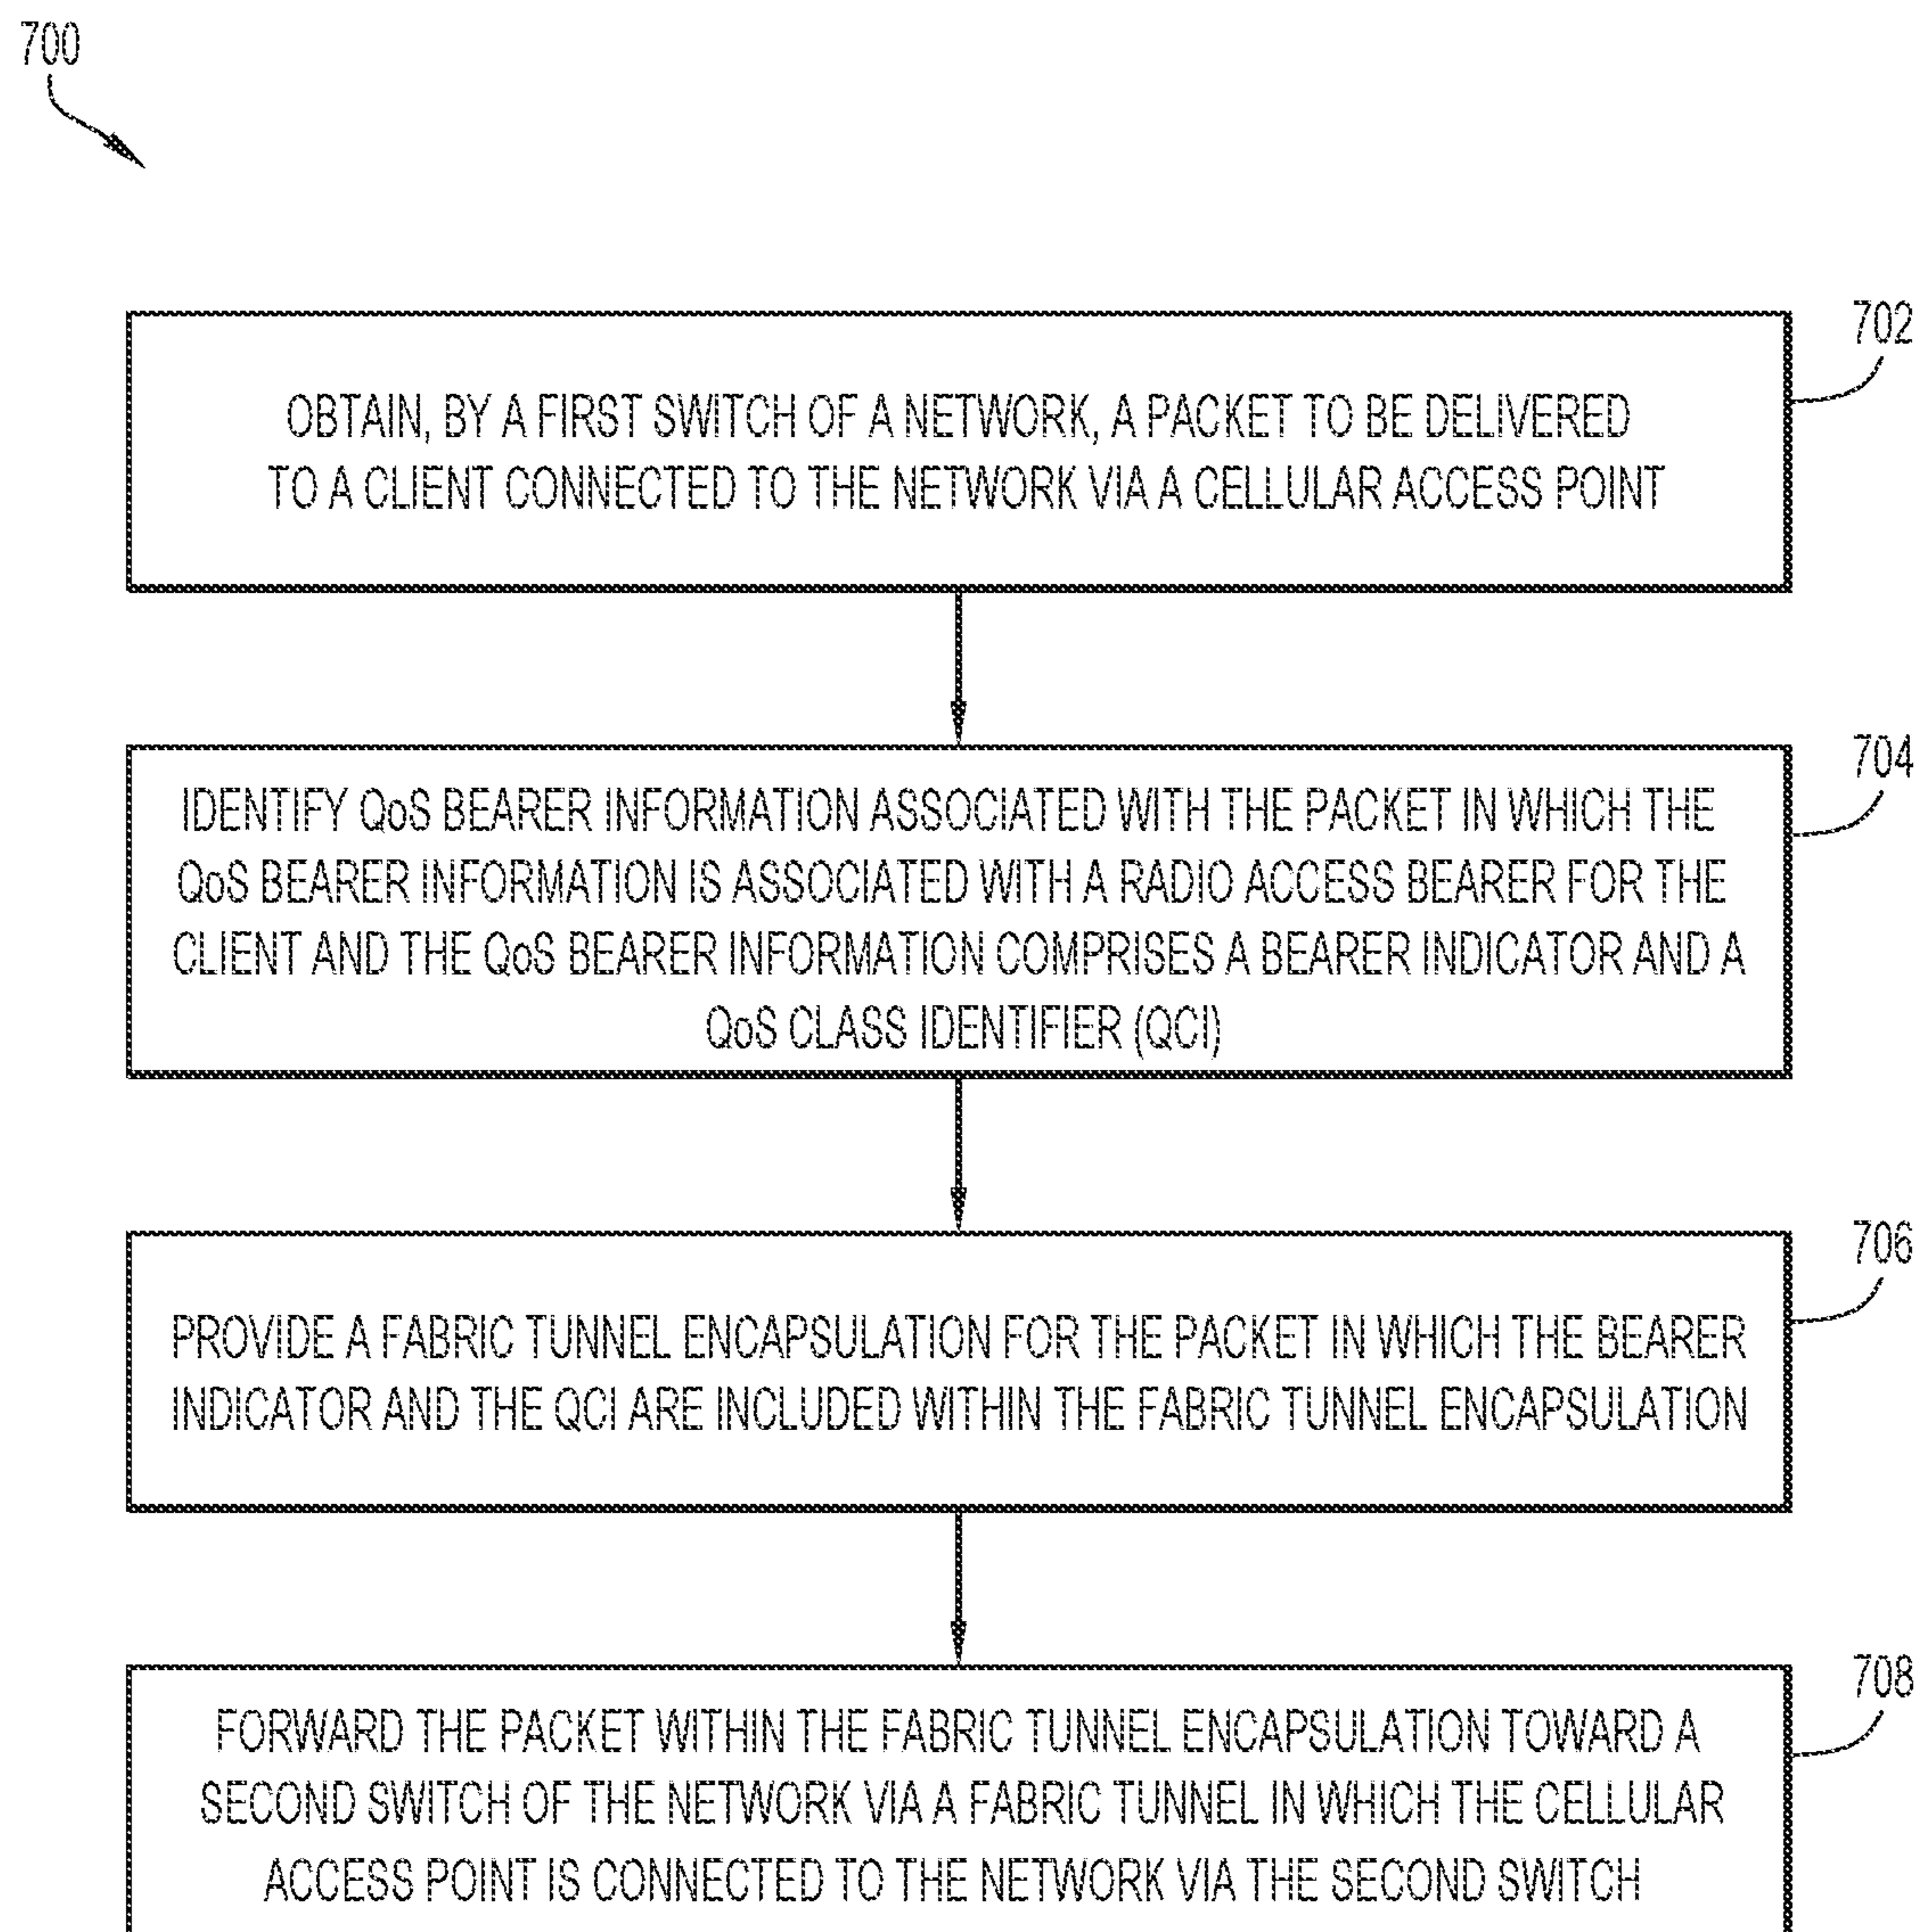 700
702
OBTAIN, BY A FIRST SWITCH OF A NETWORK, A PACKET TO BE DELIVERED
TO A CLIENT CONNECTED TO THE NETWORK VIA A CELLULAR ACCESS POINT
704
IDENTIFY QoS BEARER INFORMATION ASSOCIATED WITH THE PACKET IN WHICH THE
QoS BEARER INFORMATION IS ASSOCIATED WITH A RADIO ACCESS BEARER FOR THE
CLIENT AND THE QoS BEARER INFORMATION COMPRISES A BEARER INDICATOR AND A
QoS CLASS IDENTIFIER (QCI)
706
PROVIDE A FABRIC TUNNEL ENCAPSULATION FOR THE PACKET IN WHICH THE BEARER
INDICATOR AND THE QCI ARE INCLUDED WITHIN THE FABRIC TUNNEL ENCAPSULATION
708
FORWARD THE PACKET WITHIN THE FABRIC TUNNEL ENCAPSULATION TOWARD A
SECOND SWITCH OF THE NETWORK VIA A FABRIC TUNNEL IN WHICH THE CELLULAR
ACCESS POINT IS CONNECTED TO THE NETWORK VIA THE SECOND SWITCH